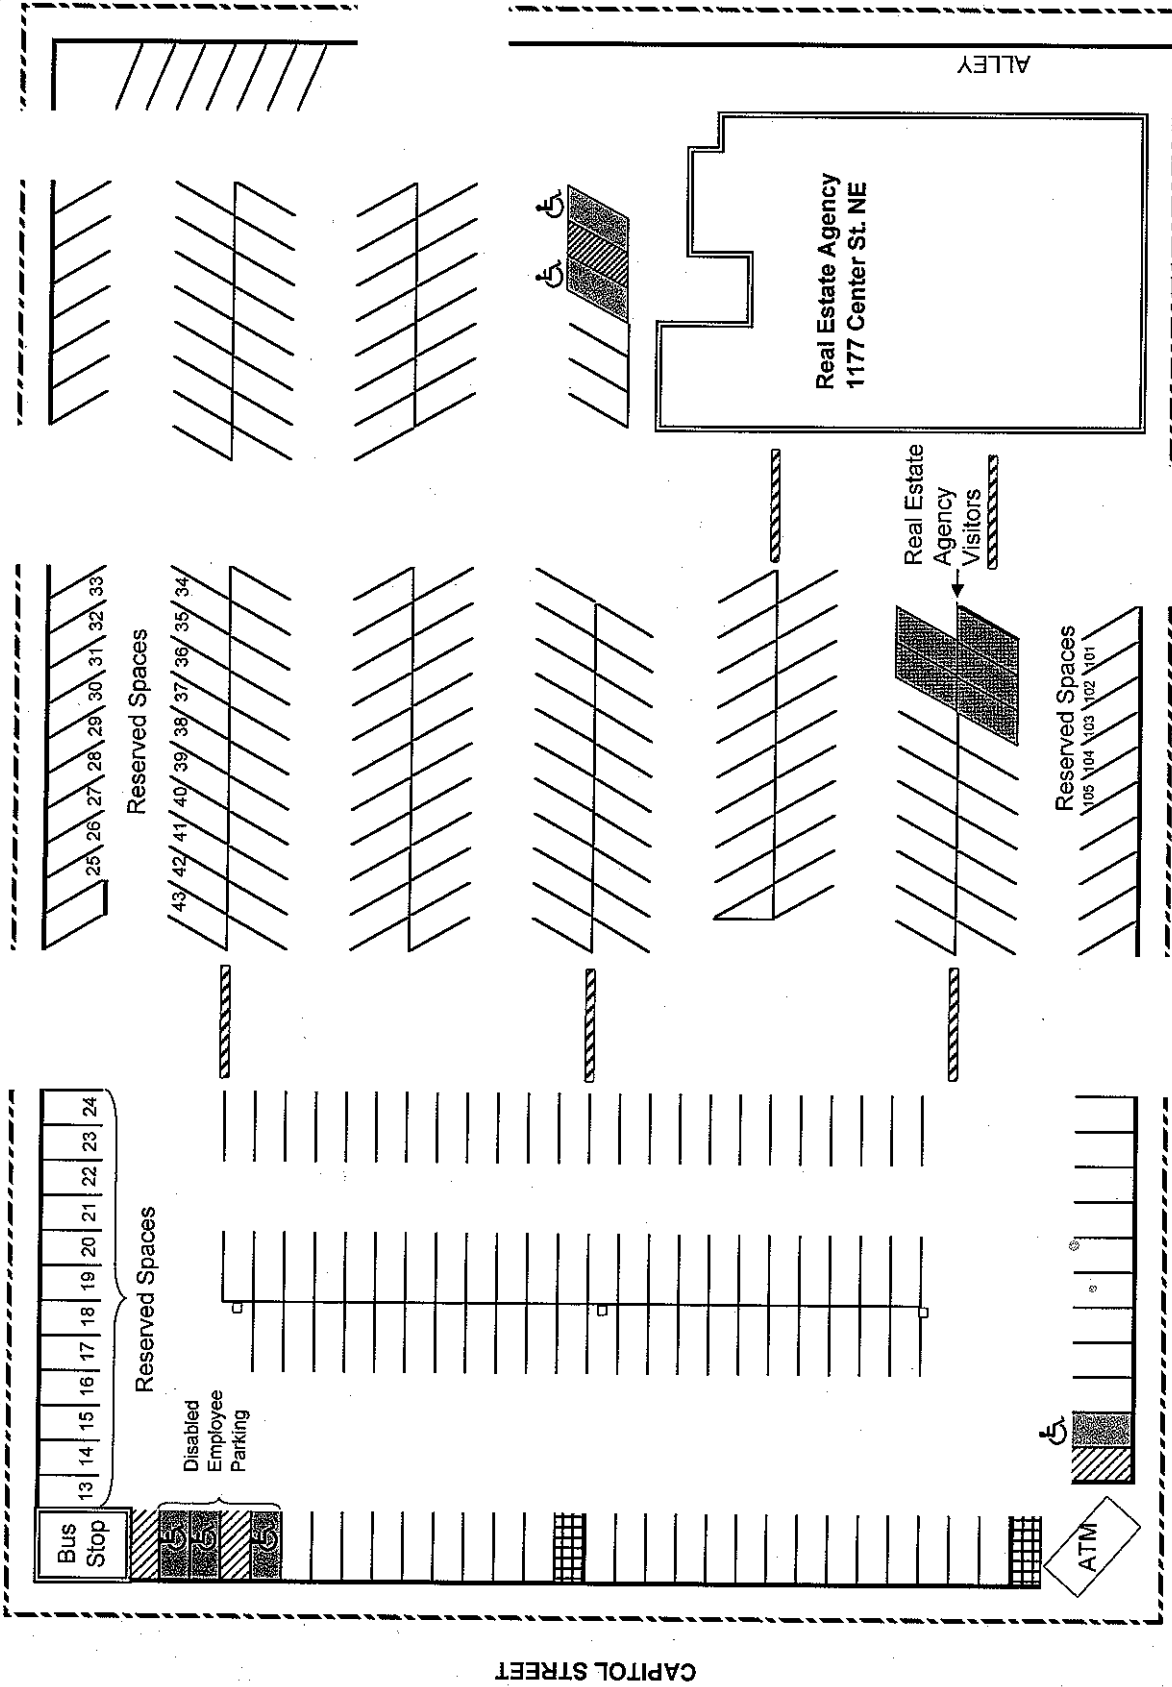 ALLEY
Real Estate Agency
1177 Center St. NE
Real Estate
Agency
Visitors
33
32
31
30
29
28
27
26
25
Reserved Spaces
34
35
36
37
38
39
40
41
42
43
Reserved Spaces
101
102
103
104
105
24
23
22
21
20
19
18
17
16
15
14
13
Reserved Spaces
Disabled
Employee
Parking
Bus
Stop
ATM
CAPITOL STREET